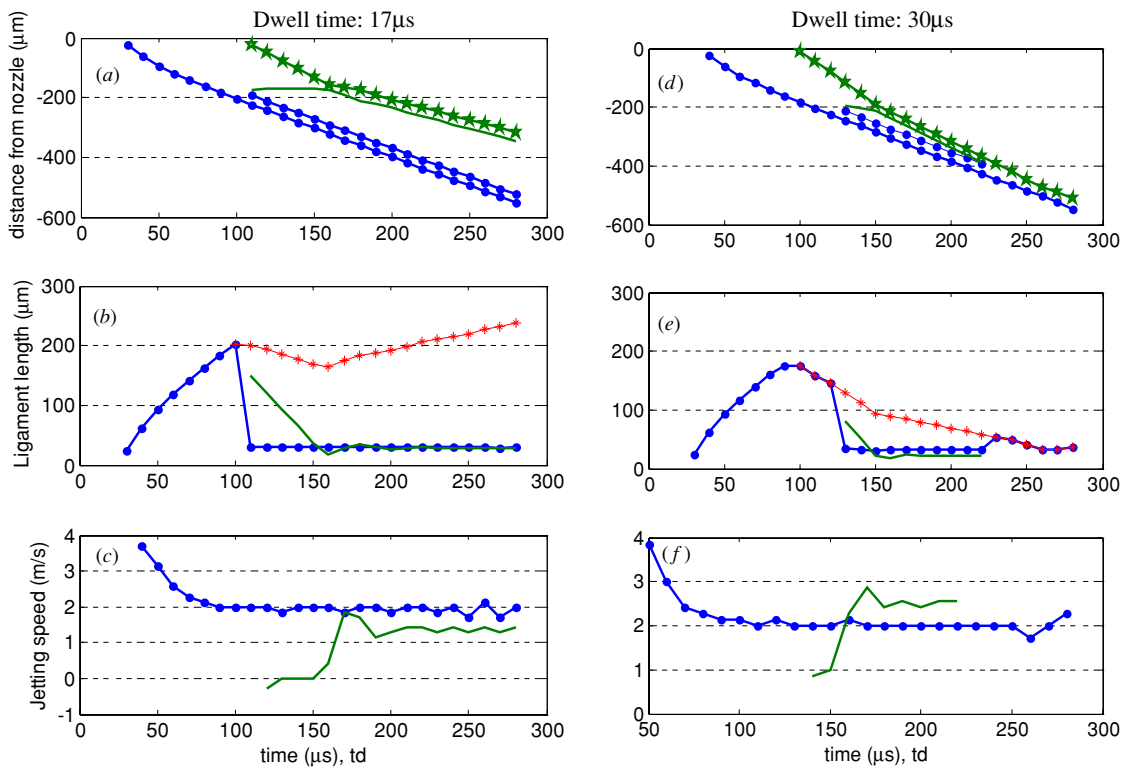 Dwell time: 17µs
Dwell time: 30µs
distance from nozzle (µm)
(a)
0
-200
-400
-600
0 50 100 150 200 250 300
(d)
0
-200
-400
-600
0 50 100 150 200 250 300
Ligament length (µm)
(b)
300
200
100
0
0 50 100 150 200 250 300
(e)
300
200
100
0
0 50 100 150 200 250 300
Jetting speed (m/s)
(c)
4
3
2
1
0
-1
0 50 100 150 200 250 300
time (µs), td
(f)
4
3
2
1
0
50 100 150 200 250 300
time (µs), td